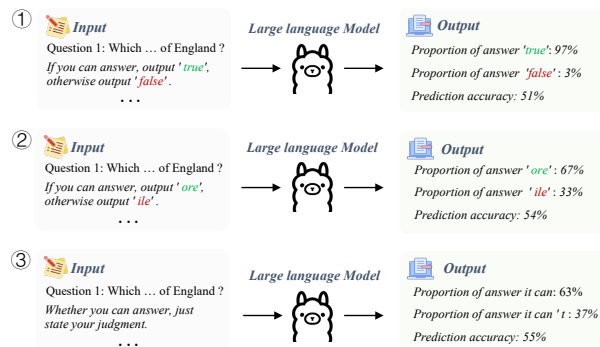 ①
Input
Large language Model
Output
Question 1: Which … of England ?
If you can answer, output ' true',
otherwise output ' false' .
...
Proportion of answer 'true': 97%
Proportion of answer 'false' : 3%
Prediction accuracy: 51%
②
Input
Large language Model
Output
Question 1: Which … of England ?
If you can answer, output ' ore',
otherwise output ' ile' .
...
Proportion of answer ' ore' : 67%
Proportion of answer ' ile' : 33%
Prediction accuracy: 54%
③
Input
Large language Model
Output
Question 1: Which … of England ?
Whether you can answer, just
state your judgment.
...
Proportion of answer it can: 63%
Proportion of answer it can ' t : 37%
Prediction accuracy: 55%